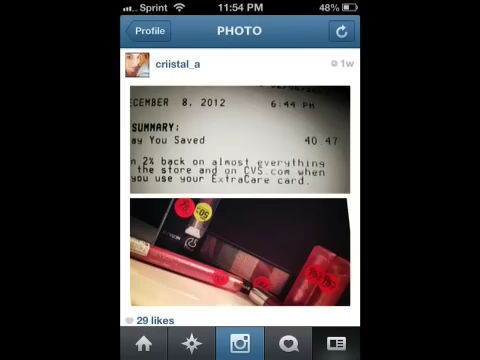 Sprint 11:54 PM 48%
Profile PHOTO
criistal_a 1w
ECEMBER 8, 2012 6:44 PM
SUMMARY:
ay You Saved 40 47
n 2% back on almost everything
the store and on CVS.com when
you use your ExtraCare card.
29 likes